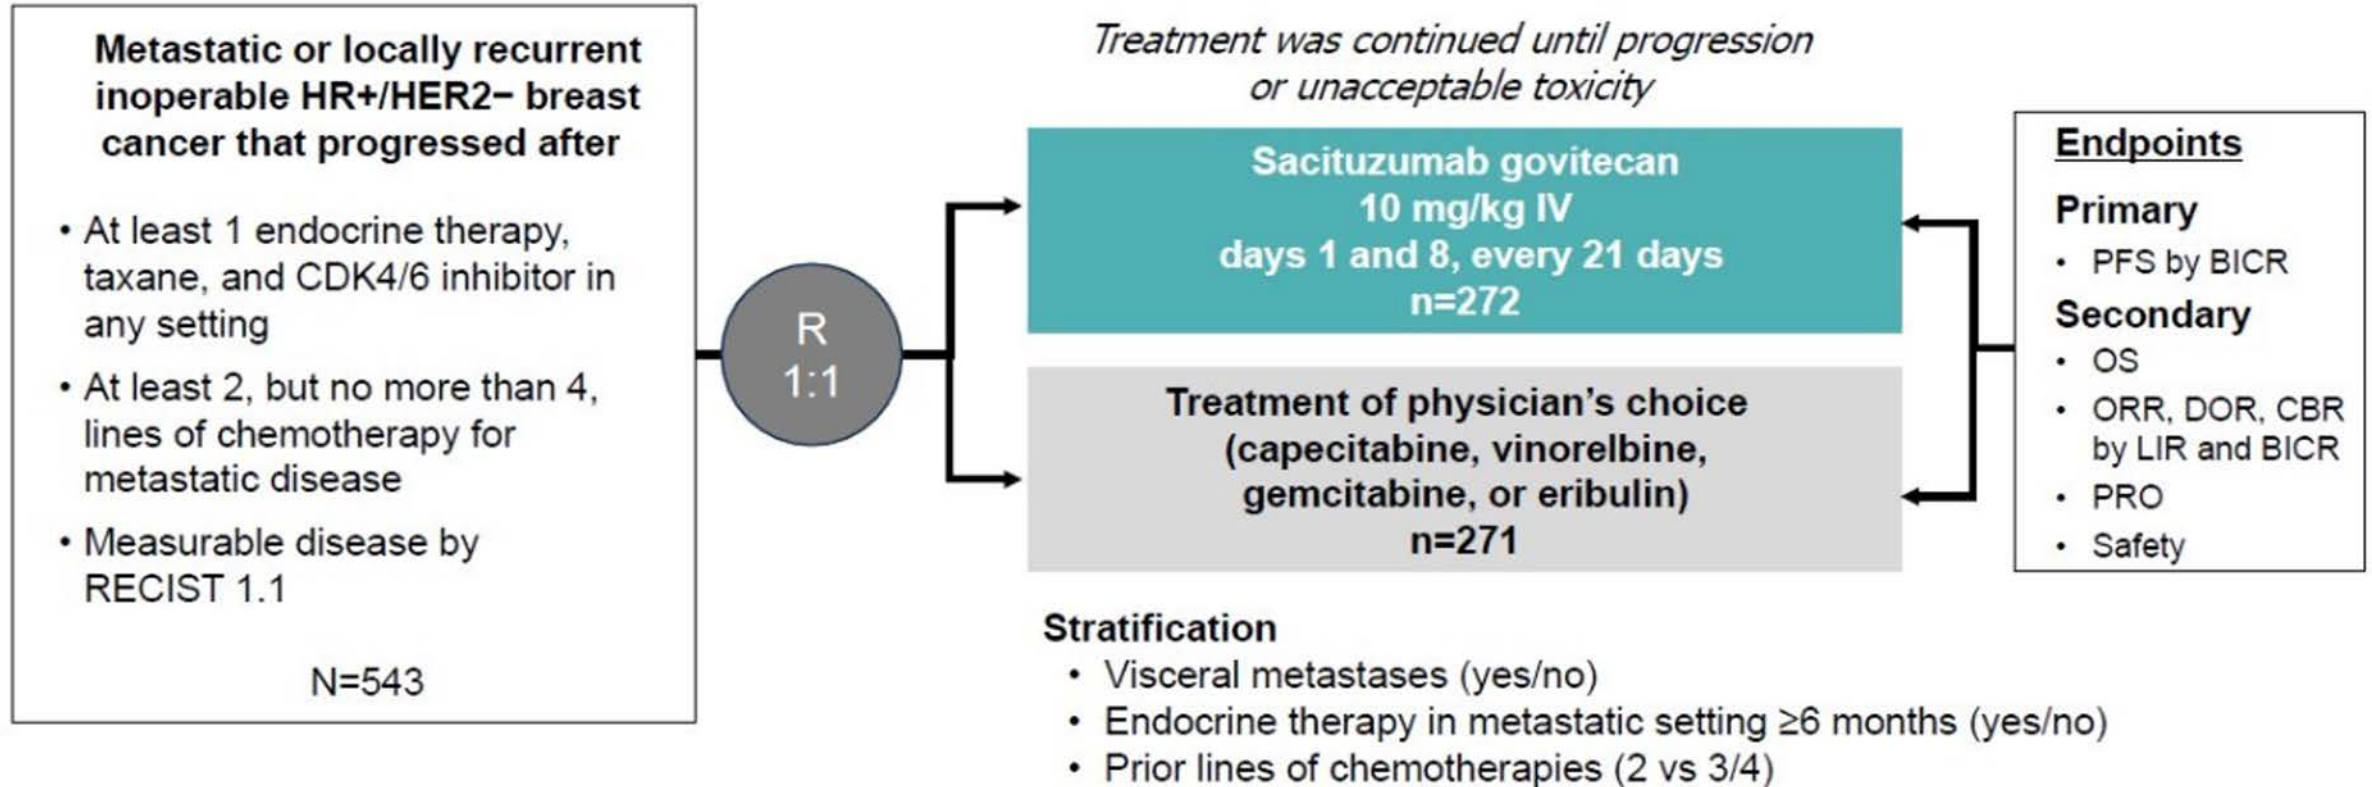 Metastatic or locally recurrent
inoperable HR+/HER2− breast
cancer that progressed after
• At least 1 endocrine therapy,
taxane, and CDK4/6 inhibitor in
any setting
• At least 2, but no more than 4,
lines of chemotherapy for
metastatic disease
• Measurable disease by
RECIST 1.1
N=543
R
1:1
Treatment was continued until progression
or unacceptable toxicity
Sacituzumab govitecan
10 mg/kg IV
days 1 and 8, every 21 days
n=272
Treatment of physician’s choice
(capecitabine, vinorelbine,
gemcitabine, or eribulin)
n=271
Stratification
• Visceral metastases (yes/no)
• Endocrine therapy in metastatic setting ≥6 months (yes/no)
• Prior lines of chemotherapies (2 vs 3/4)
Endpoints
Primary
• PFS by BICR
Secondary
• OS
• ORR, DOR, CBR
by LIR and BICR
• PRO
• Safety